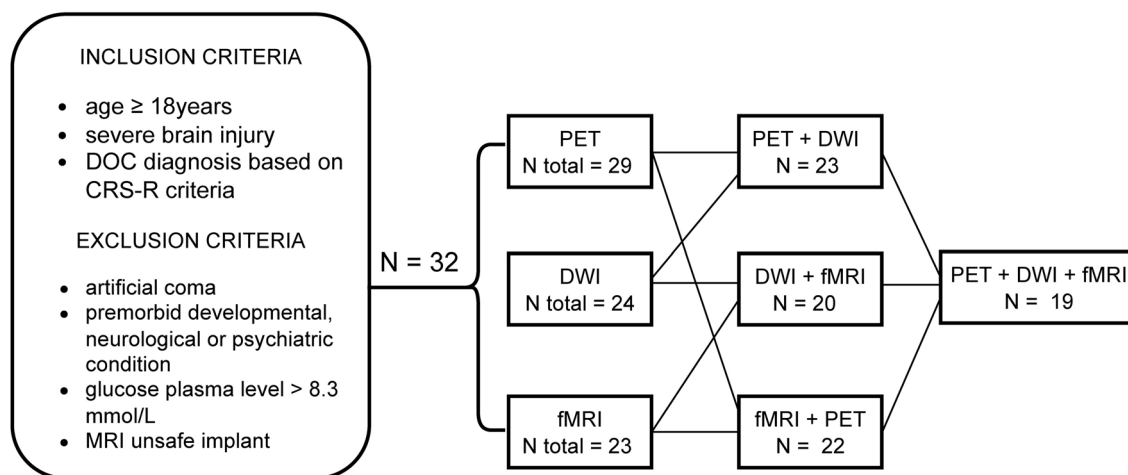 INCLUSION CRITERIA
• age ≥ 18years
• severe brain injury
• DOC diagnosis based on
CRS-R criteria
EXCLUSION CRITERIA
• artificial coma
• premorbid developmental,
neurological or psychiatric
condition
• glucose plasma level > 8.3
mmol/L
• MRI unsafe implant
N = 32
PET
N total = 29
DWI
N total = 24
fMRI
N total = 23
PET + DWI
N = 23
DWI + fMRI
N = 20
fMRI + PET
N = 22
PET + DWI + fMRI
N = 19